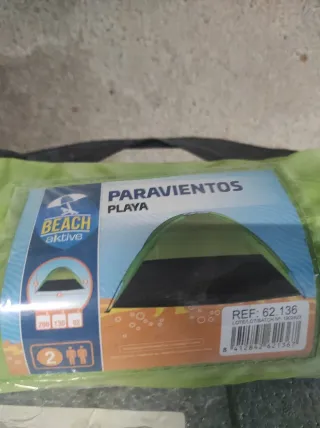 PARAVIENTOS
PLAYA
BEACH
aktive
2
REF: 62.136